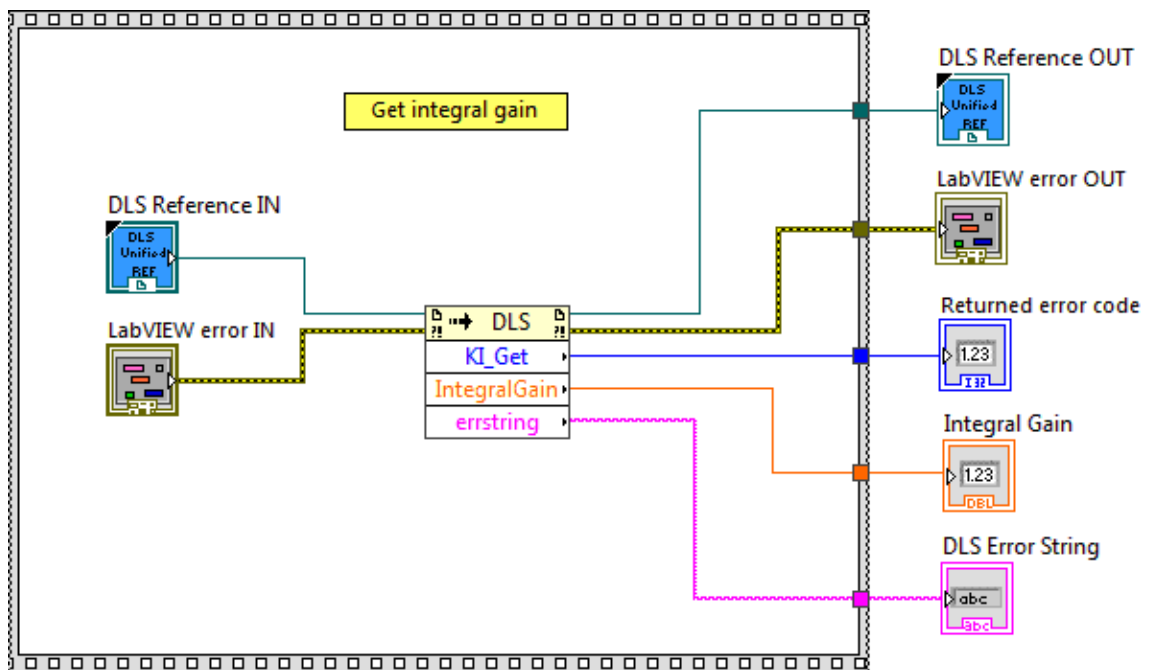 DLS Reference OUT
DLS
Unified
REF
Get integral gain
LabVIEW error OUT
DLS Reference IN
DLS
Unified
REF
LabVIEW error IN
?! DLS ?!
KI_Get
IntegralGain
errstring
Returned error code
1.23
I32
Integral Gain
1.23
DBL
DLS Error String
abc
abc